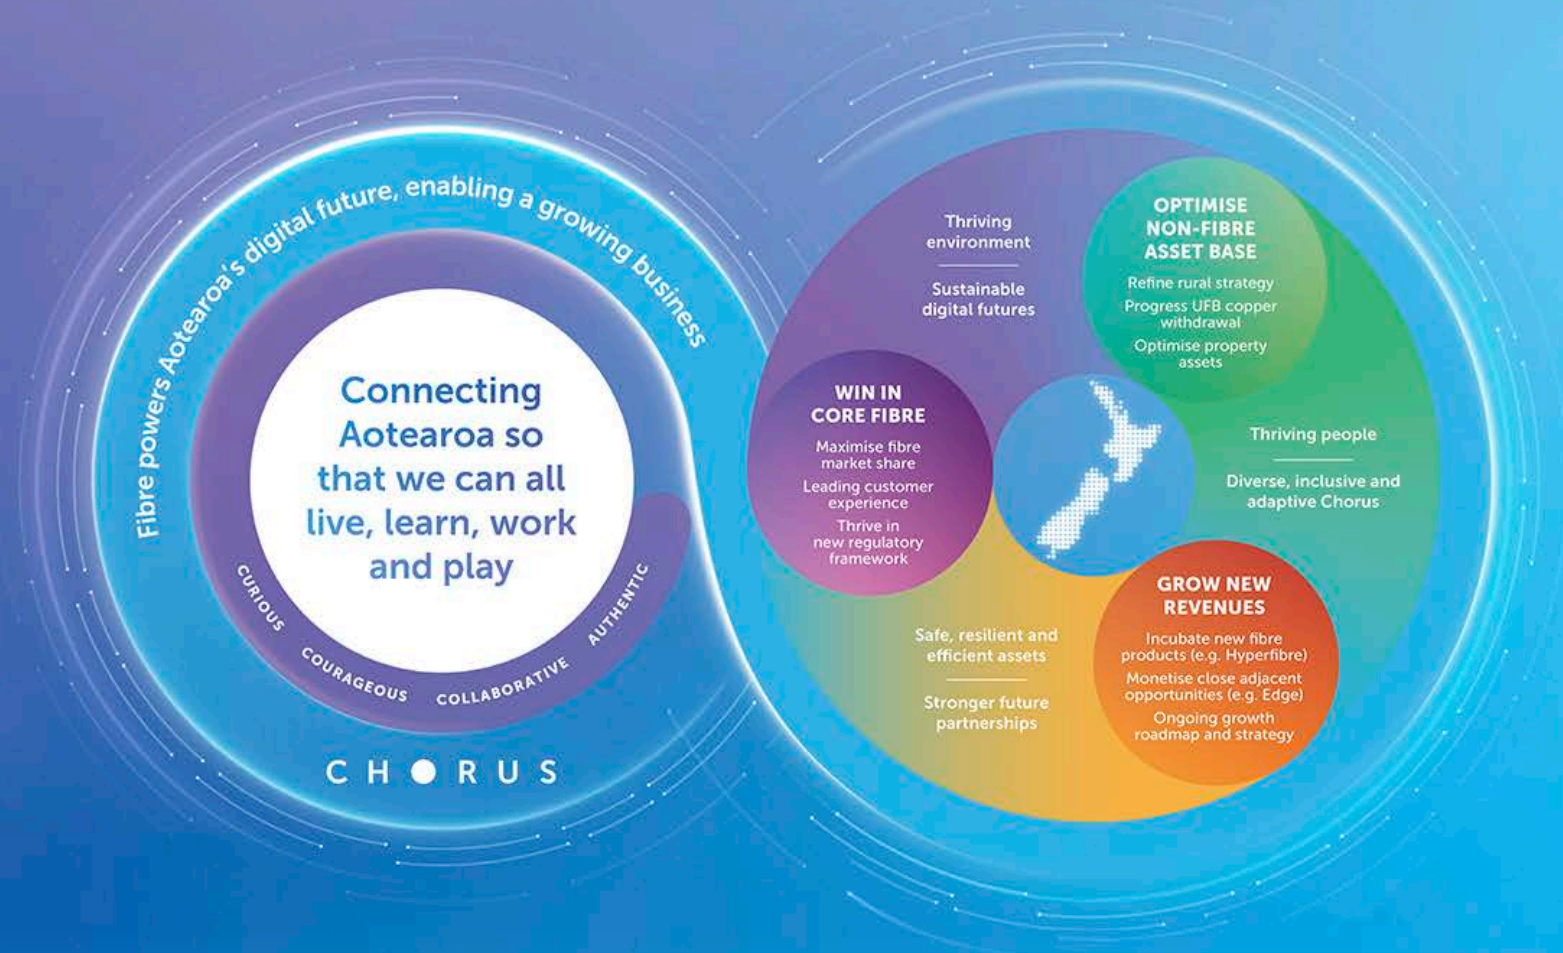 Fibre powers Aotearoa's digital future, enabling a growing business
Connecting
Aotearoa so
that we can all
live, learn, work
and play
CURIOUS
COURAGEOUS
COLLABORATIVE
AUTHENTIC
CHORUS
Thriving
environment
Sustainable
digital futures
OPTIMISE
NON-FIBRE
ASSET BASE
Refine rural strategy
Progress UFB copper
withdrawal
Optimise property
assets
WIN IN
CORE FIBRE
Maximise fibre
market share
Leading customer
experience
Thrive in
new regulatory
framework
Thriving people
Diverse, inclusive and
adaptive Chorus
Safe, resilient and
efficient assets
Stronger future
partnerships
GROW NEW
REVENUES
Incubate new fibre
products (e.g. Hyperfibre)
Monetise close adjacent
opportunities (e.g. Edge)
Ongoing growth
roadmap and strategy